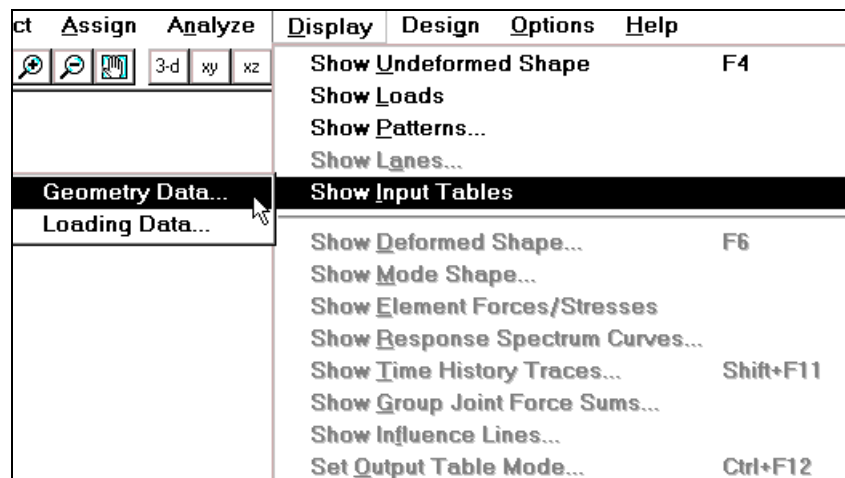 ct Assign Analyze Display Design Options Help
3-d xy xz
Show Undeformed Shape F4
Show Loads
Show Patterns...
Show Lanes...
Geometry Data... Show Input Tables
Loading Data...
Show Deformed Shape... F6
Show Mode Shape...
Show Element Forces/Stresses
Show Response Spectrum Curves...
Show Time History Traces... Shift+F11
Show Group Joint Force Sums...
Show Influence Lines...
Set Output Table Mode... Ctrl+F12